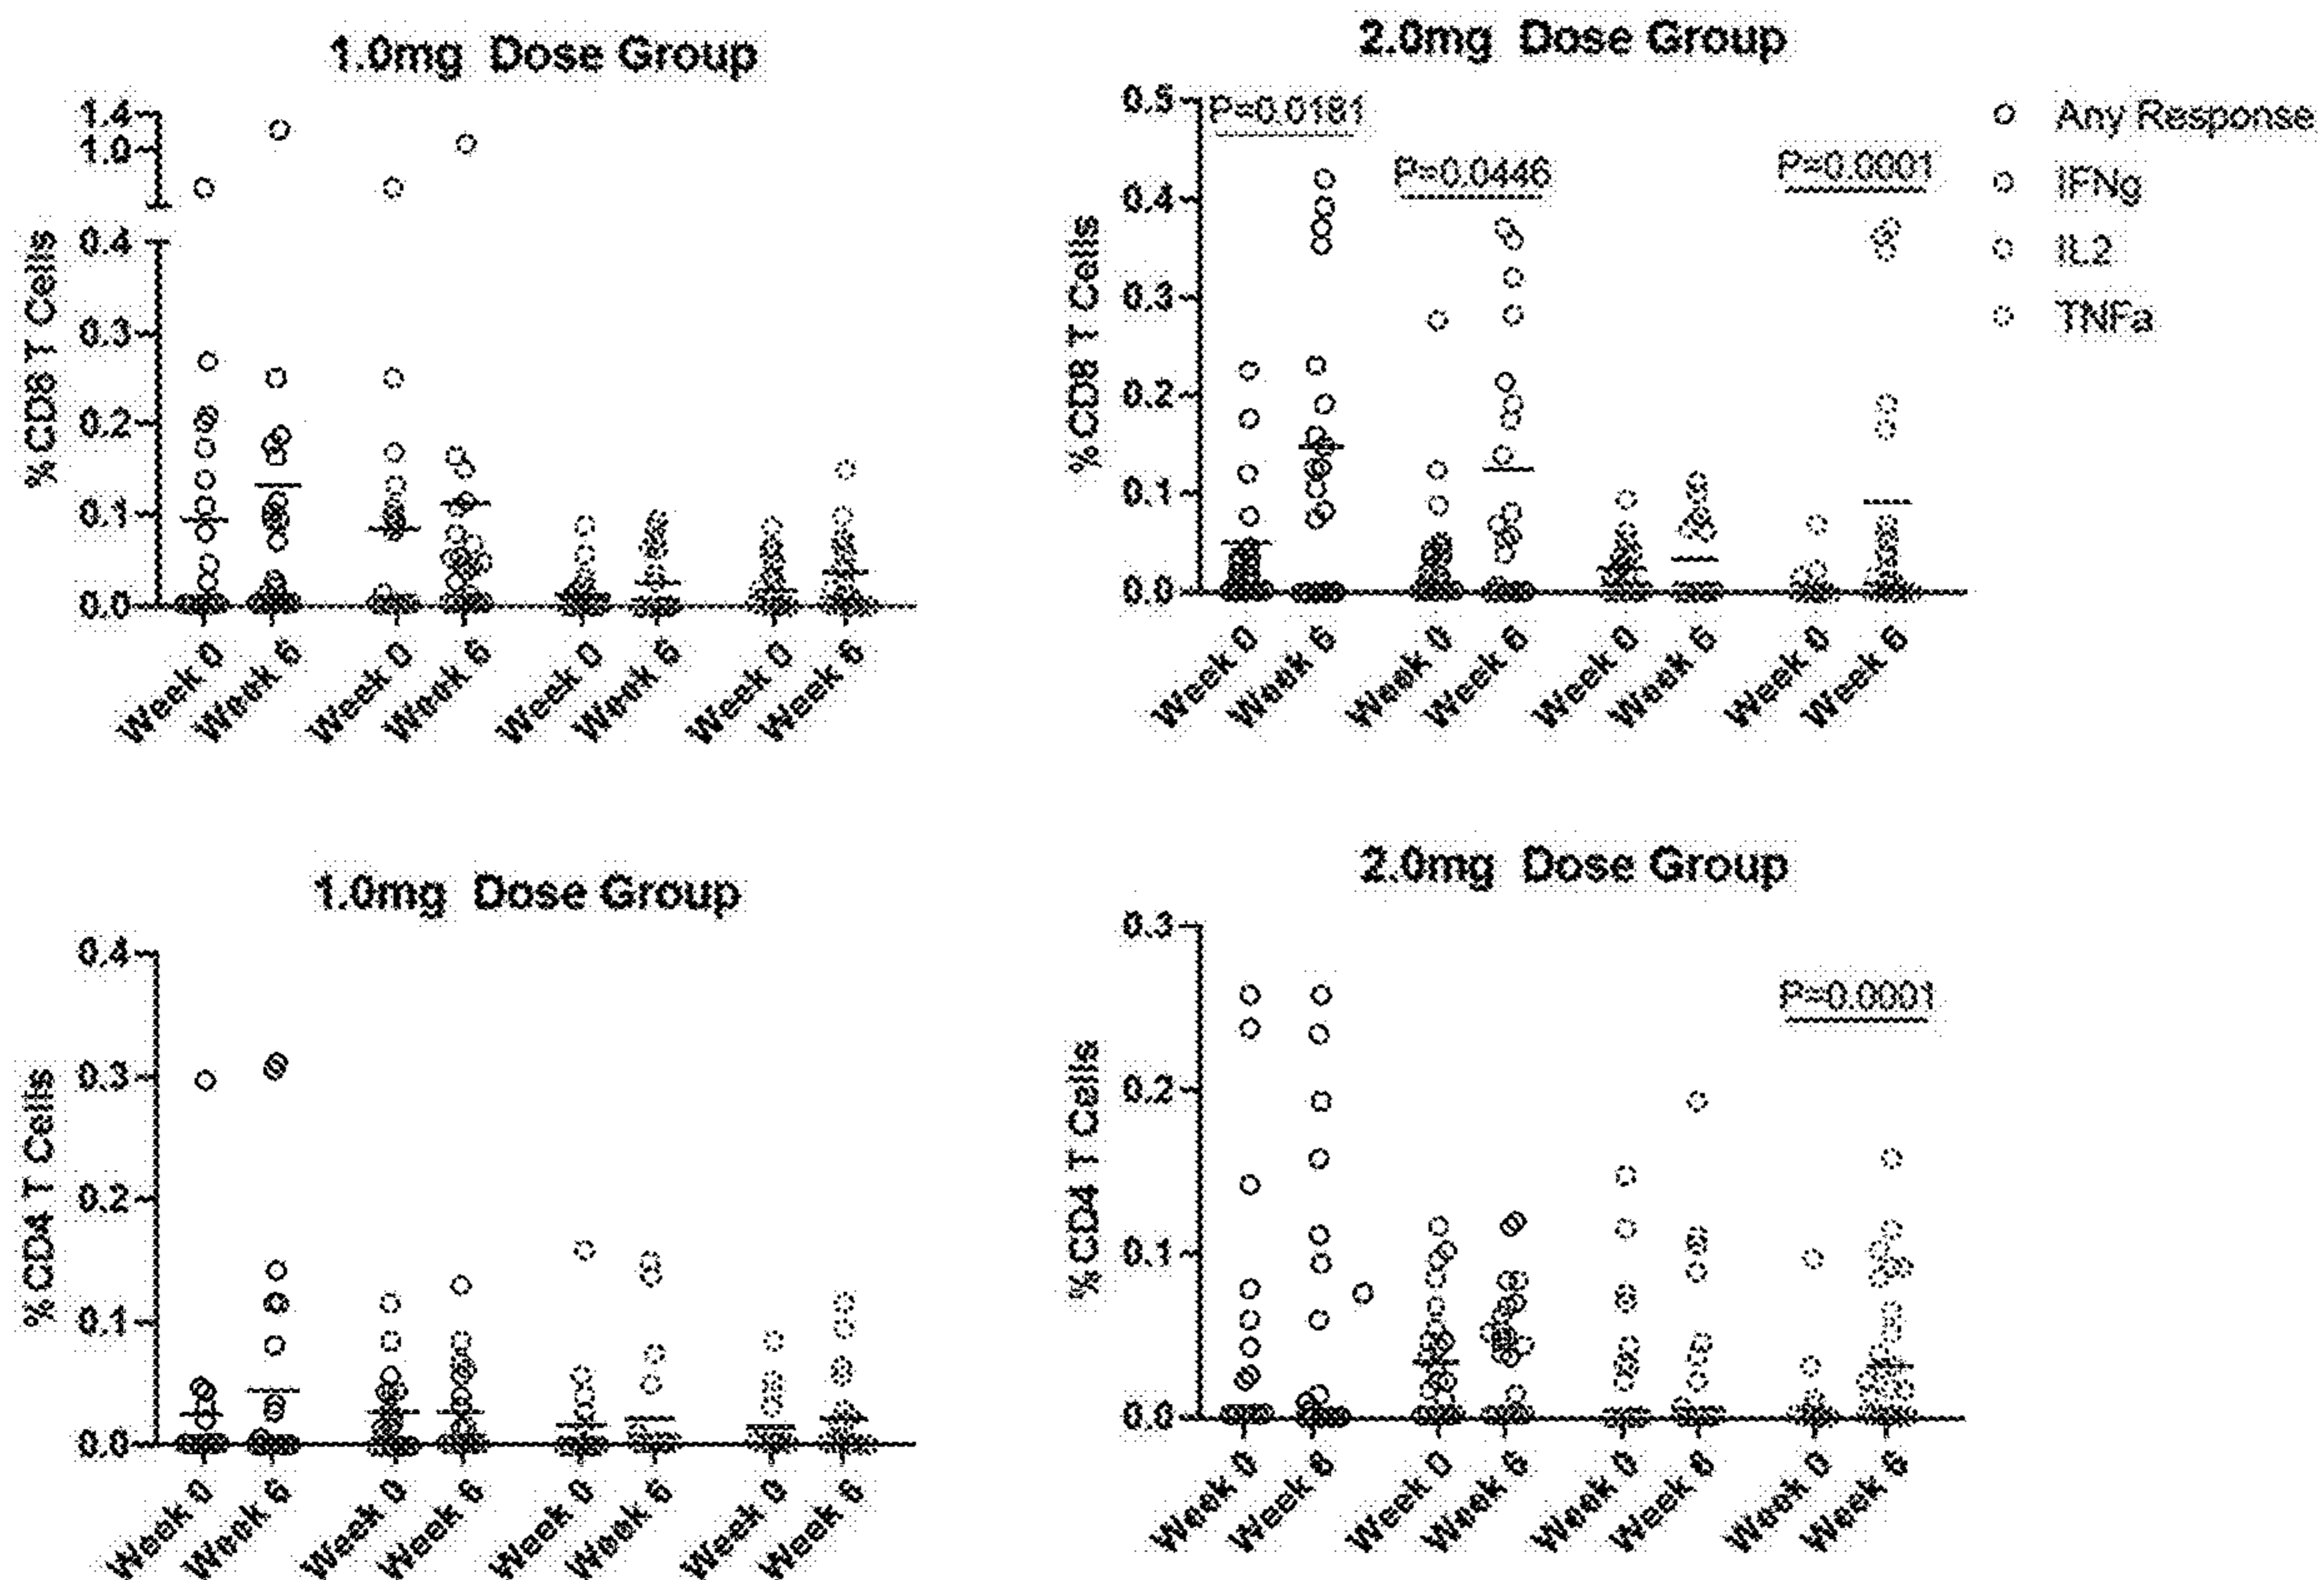 1.0mg Dose Group
1.4
1.0
0.4
0.3
0.2
0.1
0.0
% CD8 T Cells
Week 0
Week 6
Week 0
Week 6
Week 0
Week 6
Week 0
Week 6
2.0mg Dose Group
0.5
0.4
0.3
0.2
0.1
0.0
% CD8 T Cells
P=0.0181
P=0.0446
P=0.0001
Week 0
Week 6
Week 0
Week 6
Week 0
Week 6
Week 0
Week 6
Any Response
IFNg
IL2
TNFa
1.0mg Dose Group
0.4
0.3
0.2
0.1
0.0
% CD4 T Cells
Week 0
Week 6
Week 0
Week 6
Week 0
Week 6
Week 0
Week 6
2.0mg Dose Group
0.3
0.2
0.1
0.0
% CD4 T Cells
P=0.0001
Week 0
Week 6
Week 0
Week 6
Week 0
Week 6
Week 0
Week 6